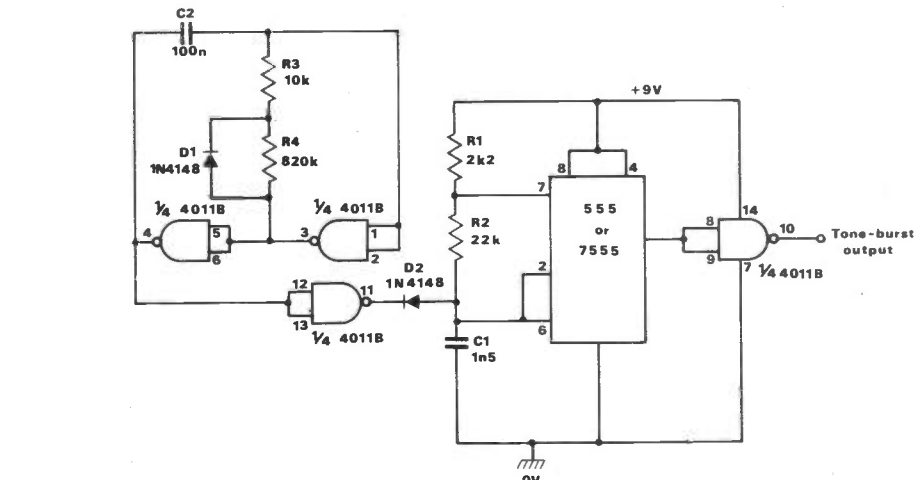 C2
100n
R3
10k
+9V
R4
820k
D1
1N4148
R1
2k2
8
4
7
555
or
7555
¼ 4011B
¼ 4011B
4
5
6
3
1
2
R2
22k
14
8
9
10
7
Tone-burst
output
¼ 4011B
D2
1N4148
2
12
13
11
¼ 4011B
6
C1
1n5
0V